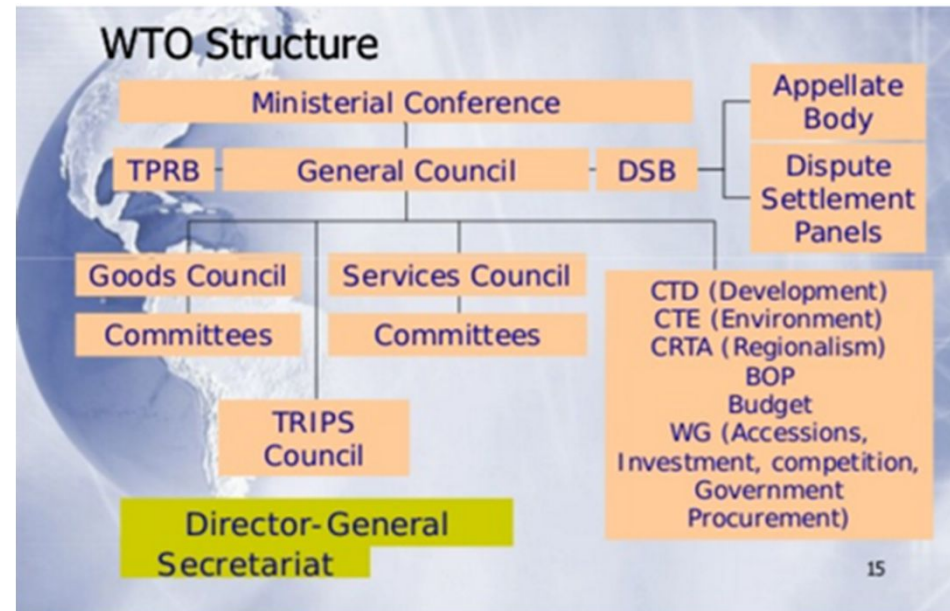 WTO Structure
Ministerial Conference
Appellate
Body
TPRB
General Council
DSB
Dispute
Settlement
Panels
Goods Council
Services Council
Committees
Committees
TRIPS
Council
CTD (Development)
CTE (Environment)
CRTA (Regionalism)
BOP
Budget
WG (Accessions,
Investment, competition,
Government
Procurement)
Director-General
Secretariat
15